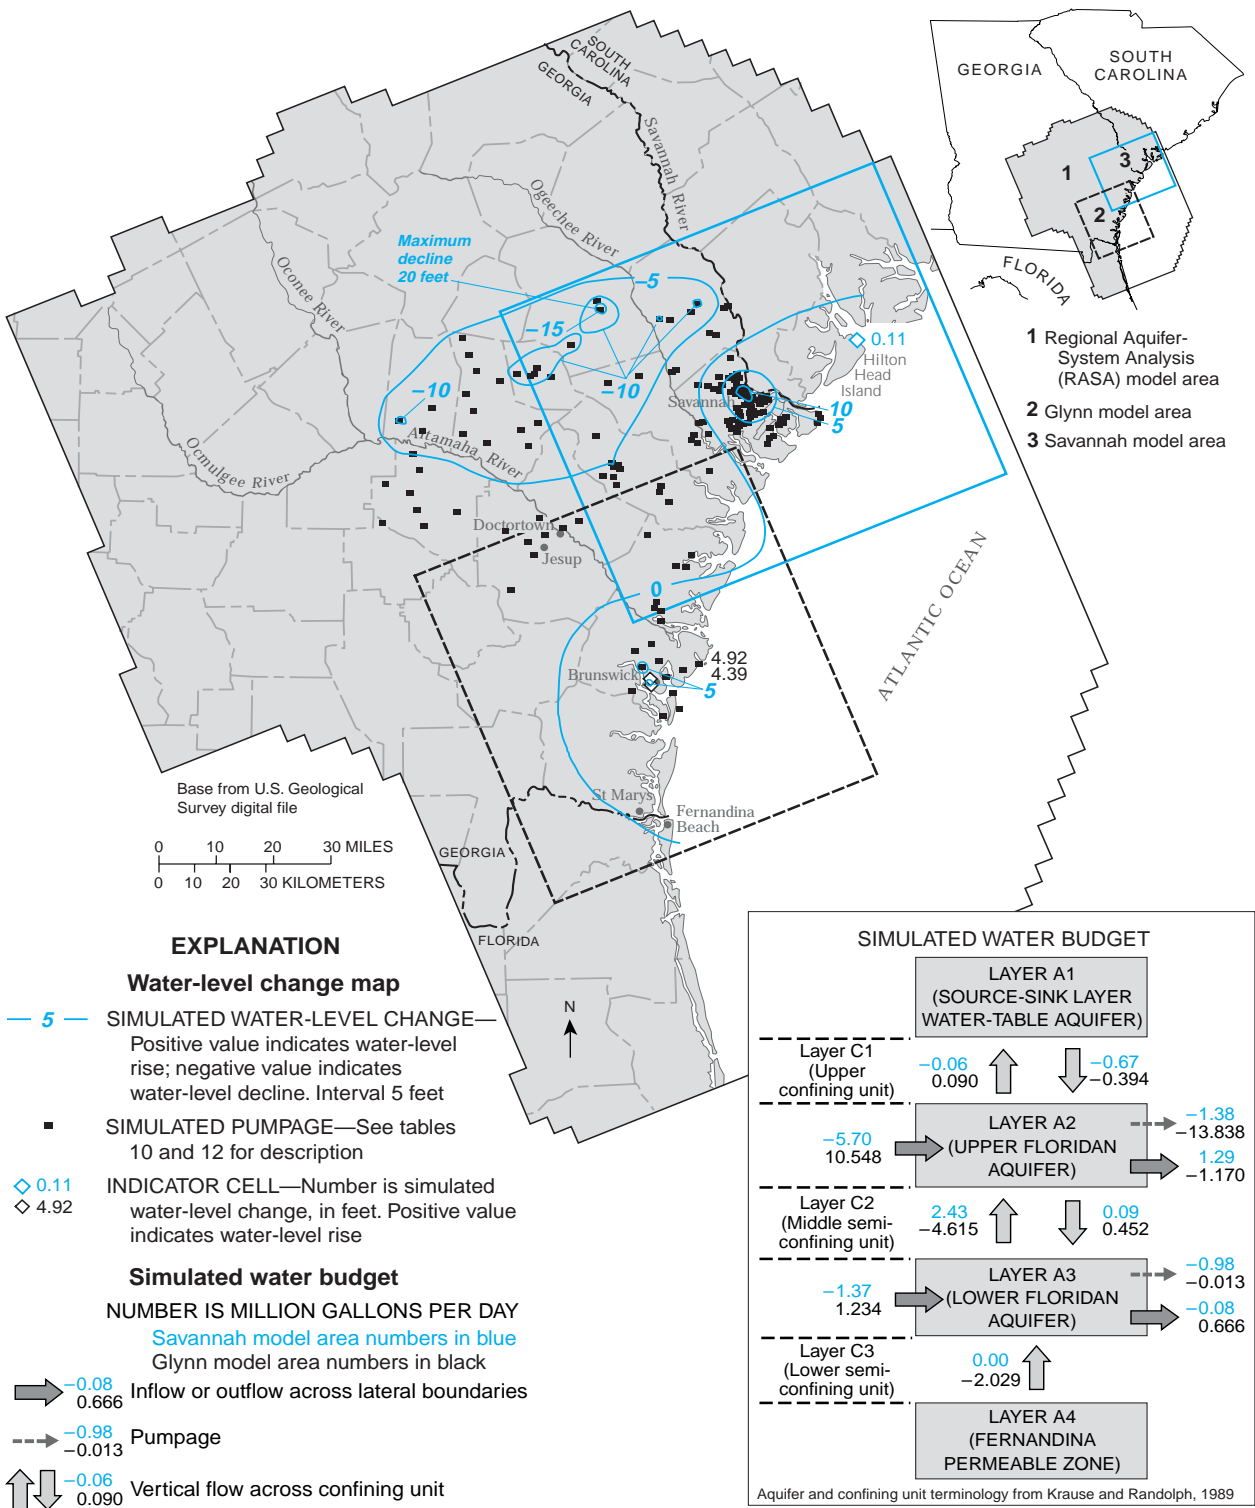 SOUTH
CAROLINA
GEORGIA
Savannah River
Ogeechee River
Oconee River
Ocmulgee River
Altamaha River
Maximum
decline
20 feet
–5
–15
–10
–10
0.11
Hilton
Head
Island
Savannah
10
5
Doctortown
Jesup
0
4.92
4.39
Brunswick
5
ATLANTIC OCEAN
St Marys
Fernandina
Beach
GEORGIA
FLORIDA
Base from U.S. Geological
Survey digital file
0 10 20 30 MILES
0 10 20 30 KILOMETERS
N
GEORGIA
SOUTH
CAROLINA
FLORIDA
1
2
3
1 Regional Aquifer-
System Analysis
(RASA) model area
2 Glynn model area
3 Savannah model area
EXPLANATION
Water-level change map
5 SIMULATED WATER-LEVEL CHANGE—
Positive value indicates water-level
rise; negative value indicates
water-level decline. Interval 5 feet
SIMULATED PUMPAGE—See tables
10 and 12 for description
0.11 INDICATOR CELL—Number is simulated
4.92 water-level change, in feet. Positive value
indicates water-level rise
Simulated water budget
NUMBER IS MILLION GALLONS PER DAY
Savannah model area numbers in blue
Glynn model area numbers in black
–0.08
0.666
Inflow or outflow across lateral boundaries
–0.98
–0.013
Pumpage
–0.06
0.090
Vertical flow across confining unit
SIMULATED WATER BUDGET
LAYER A1
(SOURCE-SINK LAYER
WATER-TABLE AQUIFER)
Layer C1
(Upper
confining unit)
–0.06
0.090
–0.67
–0.394
–5.70
10.548
LAYER A2
(UPPER FLORIDAN
AQUIFER)
–1.38
–13.838
1.29
–1.170
Layer C2
(Middle semi-
confining unit)
2.43
–4.615
0.09
0.452
–1.37
1.234
LAYER A3
(LOWER FLORIDAN
AQUIFER)
–0.98
–0.013
–0.08
0.666
Layer C3
(Lower semi-
confining unit)
0.00
–2.029
LAYER A4
(FERNANDINA
PERMEABLE ZONE)
Aquifer and confining unit terminology from Krause and Randolph, 1989